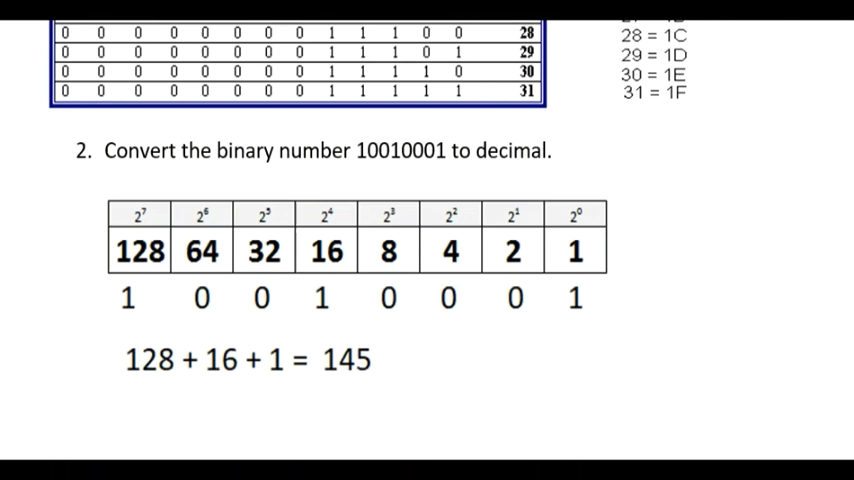 0 0 0 0 0 0 0 0 1 1 1 0 0 28
0 0 0 0 0 0 0 0 1 1 1 0 1 29
0 0 0 0 0 0 0 0 1 1 1 1 0 30
0 0 0 0 0 0 0 0 1 1 1 1 1 31
28 = 1C
29 = 1D
30 = 1E
31 = 1F
2. Convert the binary number 10010001 to decimal.
2⁷ 2⁶ 2⁵ 2⁴ 2³ 2² 2¹ 2⁰
128 64 32 16 8 4 2 1
1 0 0 1 0 0 0 1
128 + 16 + 1 = 145